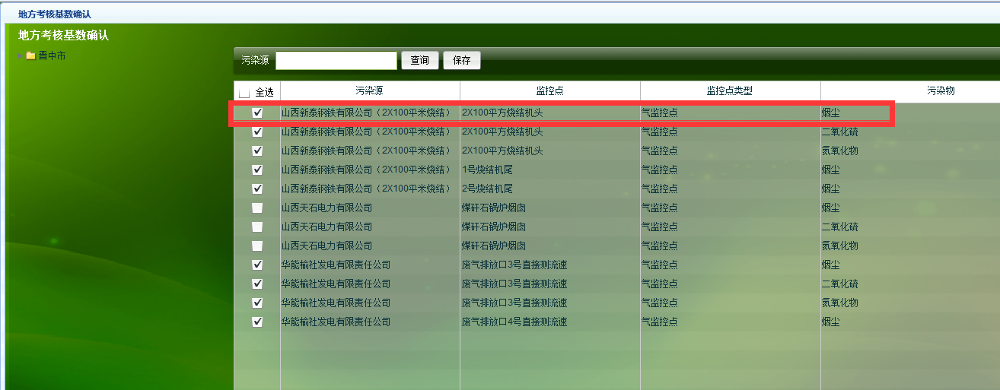 地方考核基数确认
地方考核基数确认
晋中市
污染源 查询 保存
全选 污染源 监控点 监控点类型 污染物
山西新泰钢铁有限公司（2X100平米烧结） 2X100平方烧结机头 气监控点 烟尘
山西新泰钢铁有限公司（2X100平米烧结） 2X100平方烧结机头 气监控点 二氧化硫
山西新泰钢铁有限公司（2X100平米烧结） 2X100平方烧结机头 气监控点 氮氧化物
山西新泰钢铁有限公司（2X100平米烧结） 1号烧结机尾 气监控点 烟尘
山西新泰钢铁有限公司（2X100平米烧结） 2号烧结机尾 气监控点 烟尘
山西天石电力有限公司 煤矸石锅炉烟囱 气监控点 烟尘
山西天石电力有限公司 煤矸石锅炉烟囱 气监控点 二氧化硫
山西天石电力有限公司 煤矸石锅炉烟囱 气监控点 氮氧化物
华能榆社发电有限责任公司 废气排放口3号直接测流速 气监控点 烟尘
华能榆社发电有限责任公司 废气排放口3号直接测流速 气监控点 二氧化硫
华能榆社发电有限责任公司 废气排放口3号直接测流速 气监控点 氮氧化物
华能榆社发电有限责任公司 废气排放口4号直接测流速 气监控点 烟尘